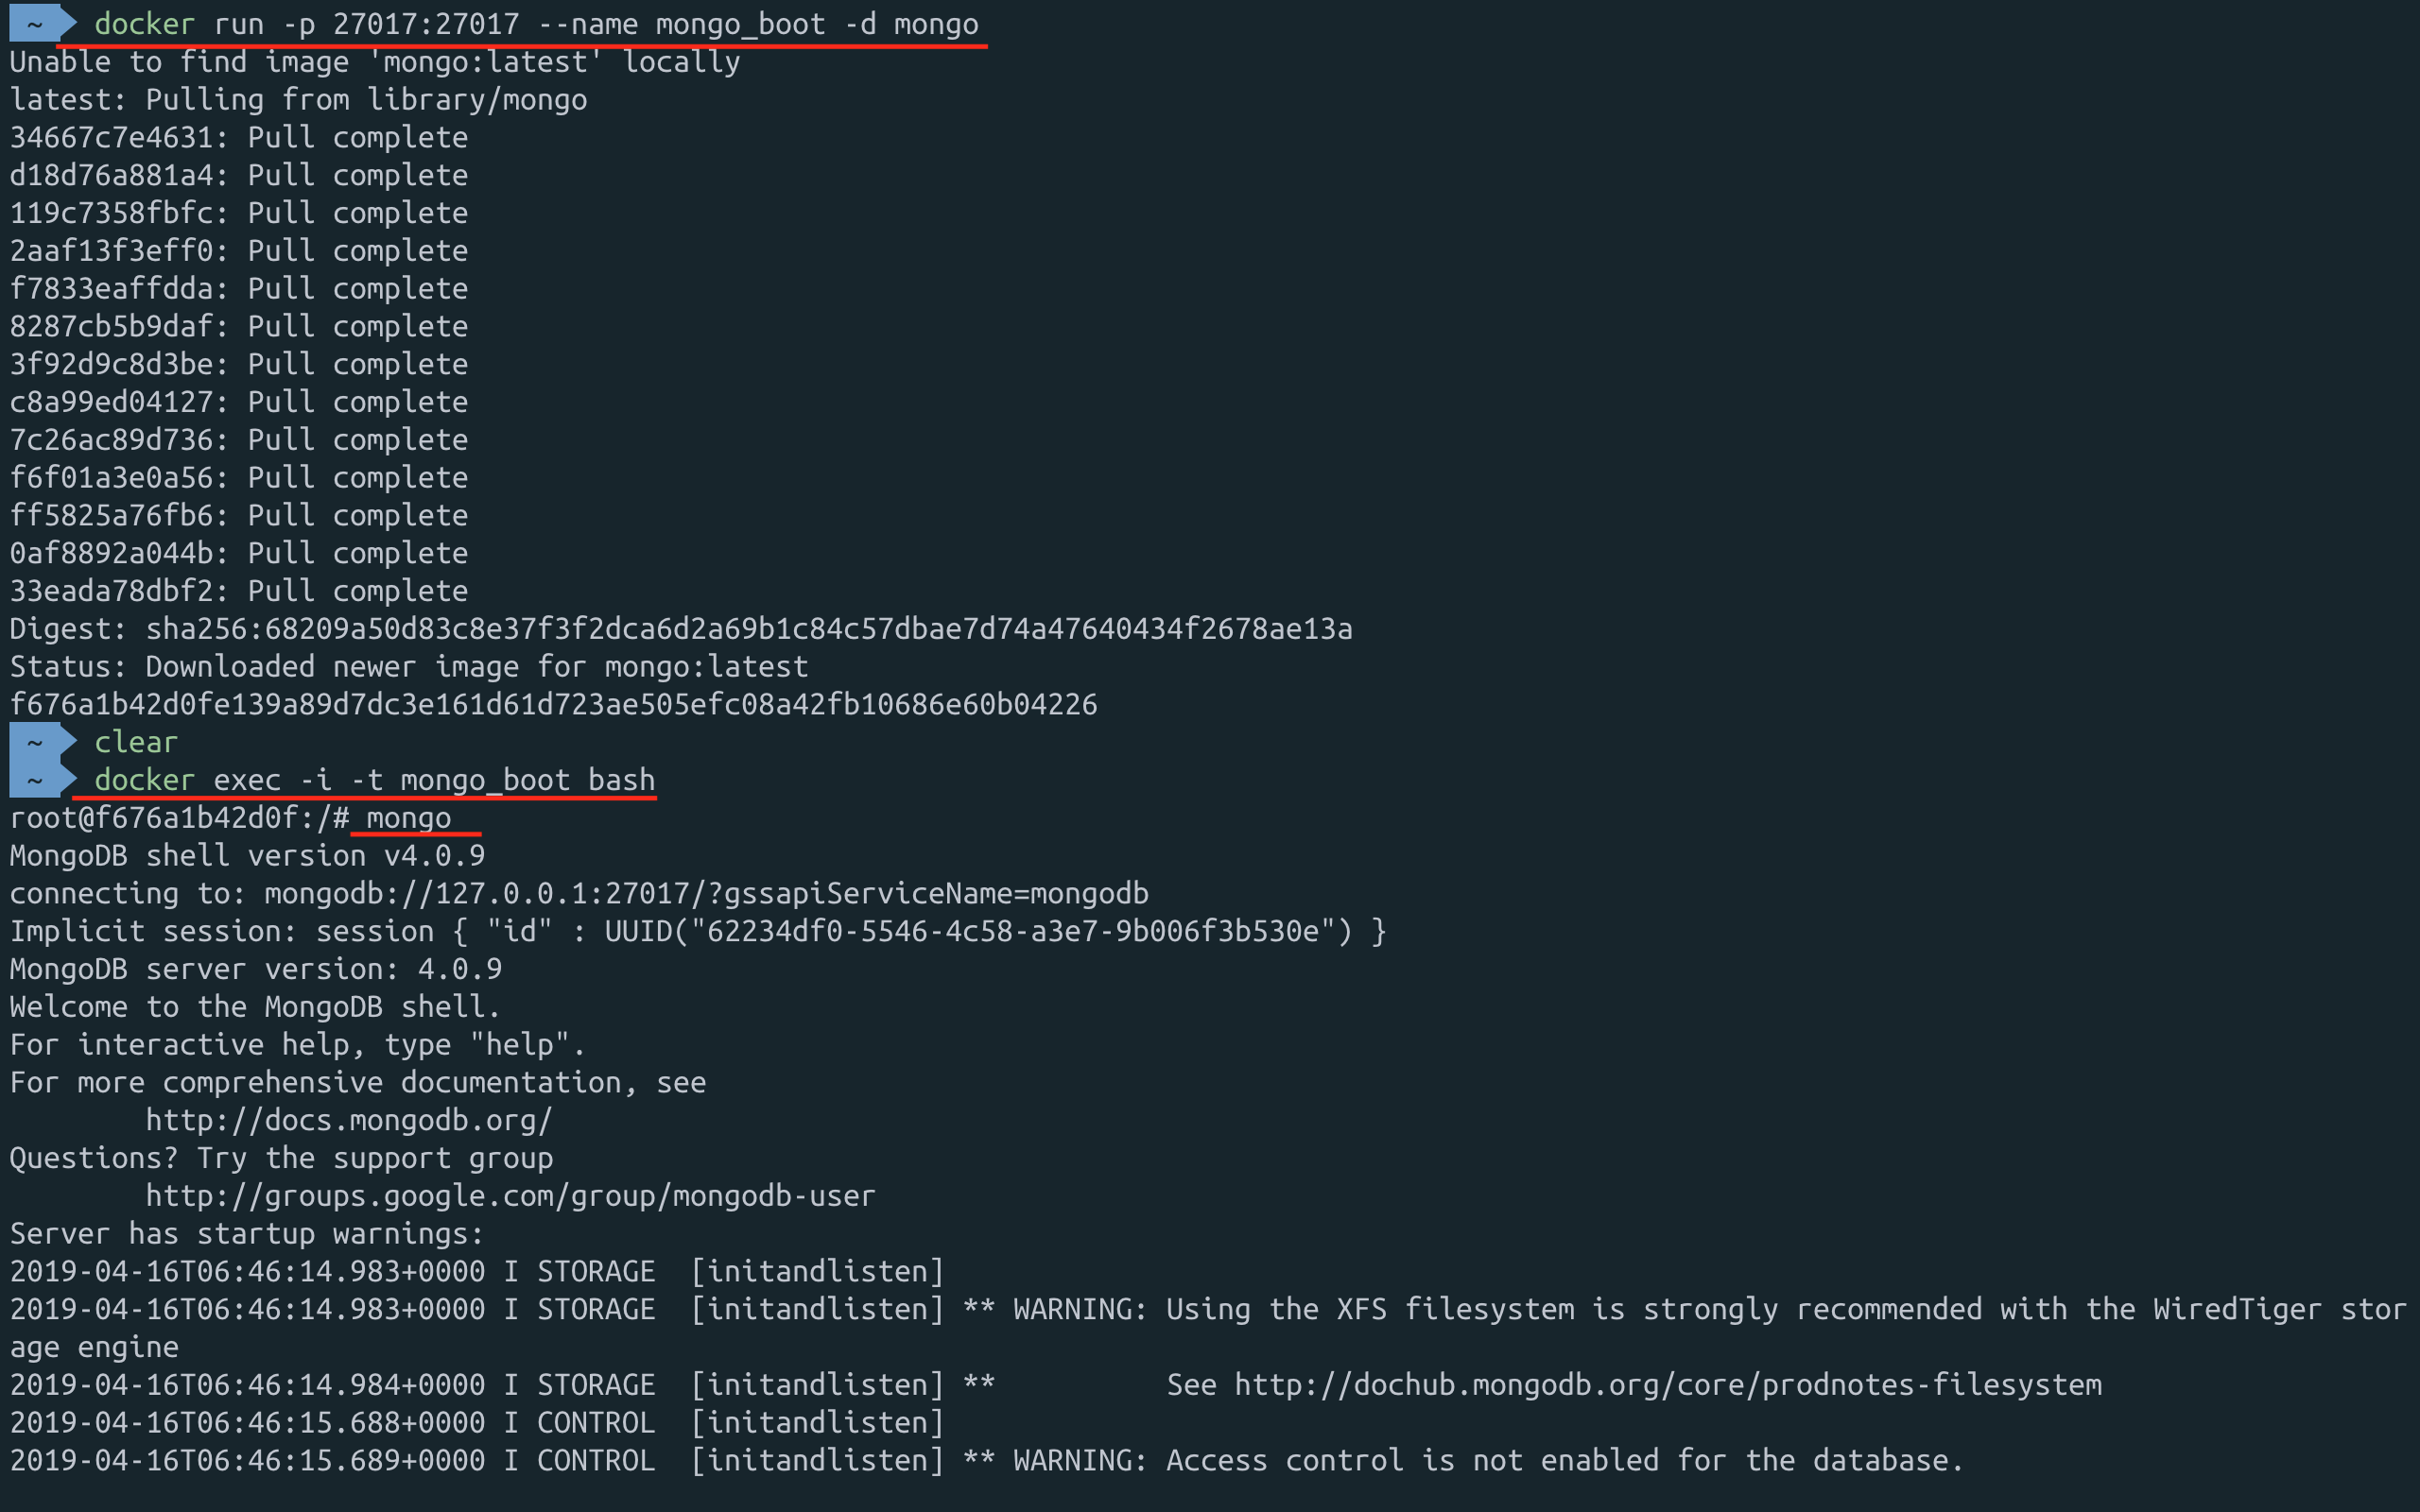 ~ docker run -p 27017:27017 --name mongo_boot -d mongo
Unable to find image 'mongo:latest' locally
latest: Pulling from library/mongo
34667c7e4631: Pull complete
d18d76a881a4: Pull complete
119c7358fbfc: Pull complete
2aaf13f3eff0: Pull complete
f7833eaffdda: Pull complete
8287cb5b9daf: Pull complete
3f92d9c8d3be: Pull complete
c8a99ed04127: Pull complete
7c26ac89d736: Pull complete
f6f01a3e0a56: Pull complete
ff5825a76fb6: Pull complete
0af8892a044b: Pull complete
33eada78dbf2: Pull complete
Digest: sha256:68209a50d83c8e37f3f2dca6d2a69b1c84c57dbae7d74a47640434f2678ae13a
Status: Downloaded newer image for mongo:latest
f676a1b42d0fe139a89d7dc3e161d61d723ae505efc08a42fb10686e60b04226
~ clear
~ docker exec -i -t mongo_boot bash
root@f676a1b42d0f:/# mongo
MongoDB shell version v4.0.9
connecting to: mongodb://127.0.0.1:27017/?gssapiServiceName=mongodb
Implicit session: session { "id" : UUID("62234df0-5546-4c58-a3e7-9b006f3b530e") }
MongoDB server version: 4.0.9
Welcome to the MongoDB shell.
For interactive help, type "help".
For more comprehensive documentation, see
        http://docs.mongodb.org/
Questions? Try the support group
        http://groups.google.com/group/mongodb-user
Server has startup warnings:
2019-04-16T06:46:14.983+0000 I STORAGE  [initandlisten]
2019-04-16T06:46:14.983+0000 I STORAGE  [initandlisten] ** WARNING: Using the XFS filesystem is strongly recommended with the WiredTiger stor
age engine
2019-04-16T06:46:14.984+0000 I STORAGE  [initandlisten] **          See http://dochub.mongodb.org/core/prodnotes-filesystem
2019-04-16T06:46:15.688+0000 I CONTROL  [initandlisten]
2019-04-16T06:46:15.689+0000 I CONTROL  [initandlisten] ** WARNING: Access control is not enabled for the database.